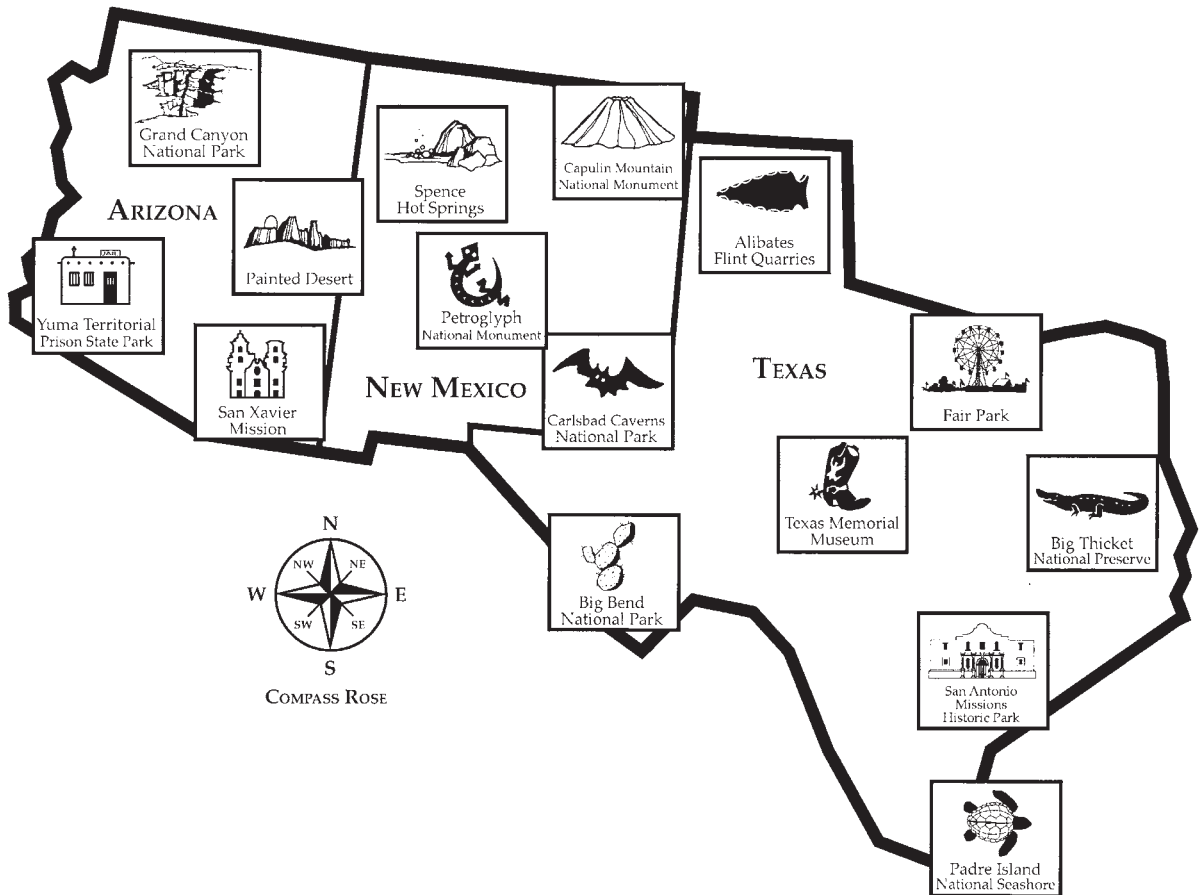 Grand Canyon
National Park
Spence
Hot Springs
Capulin Mountain
National Monument
ARIZONA
Painted Desert
Alibates
Flint Quarries
JAIL
Yuma Territorial
Prison State Park
Petroglyph
National Monument
San Xavier
Mission
NEW MEXICO
Carlsbad Caverns
National Park
TEXAS
Fair Park
Texas Memorial
Museum
Big Thicket
National Preserve
N
NW NE
W E
SW SE
S
COMPASS ROSE
Big Bend
National Park
San Antonio
Missions
Historic Park
Padre Island
National Seashore